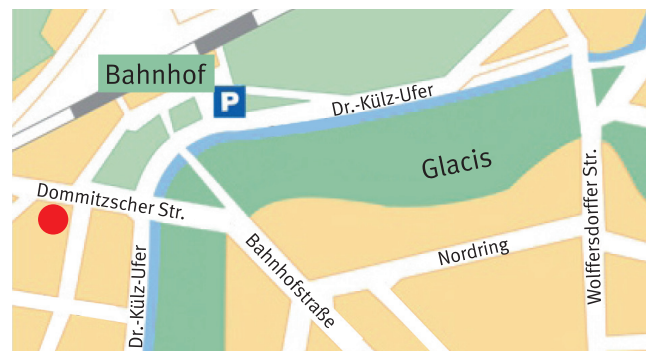 Bahnhof
P
Dr.-Külz-Ufer
Glacis
Dommitzscher Str.
Wolffersdorffer Str.
Bahnhofstraße
Nordring
Dr.-Külz-Ufer